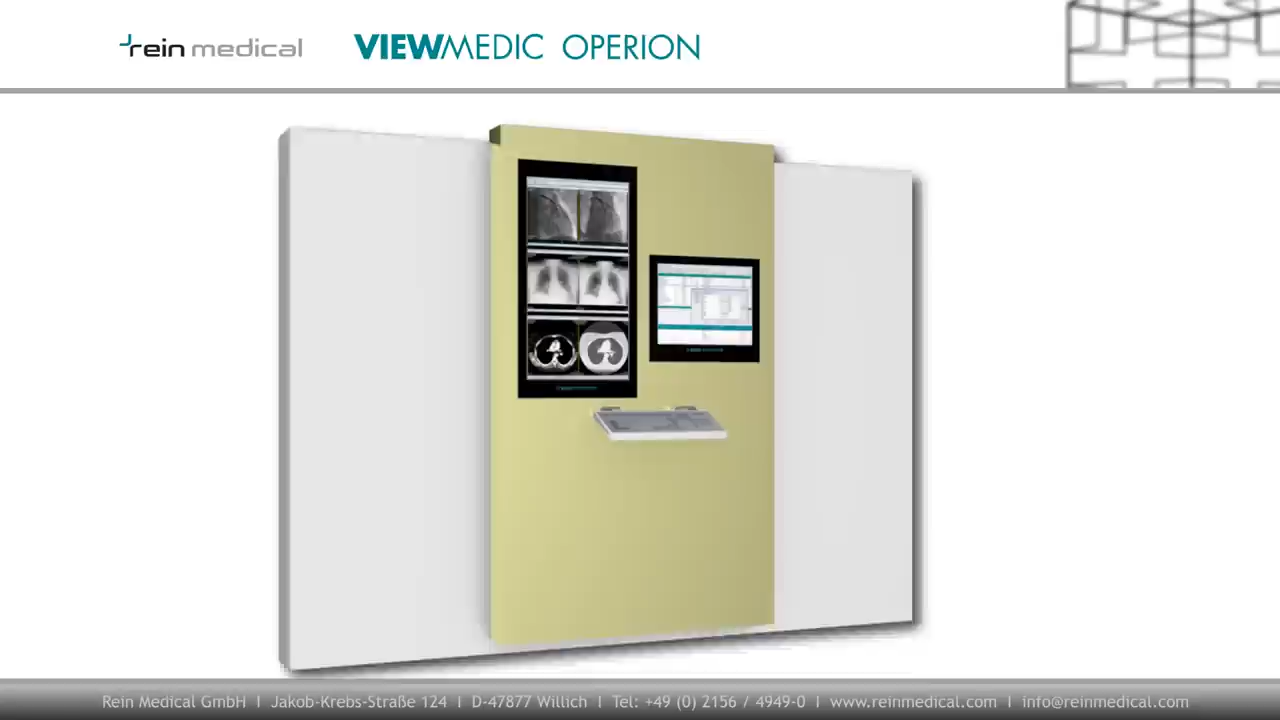 rein medical
VIEWMEDIC OPERION
Rein Medical GmbH | Jakob-Krebs-Straße 124 | D-47877 Willich | Tel: +49 (0) 2156 / 4949-0 | www.reinmedical.com | info@reinmedical.com